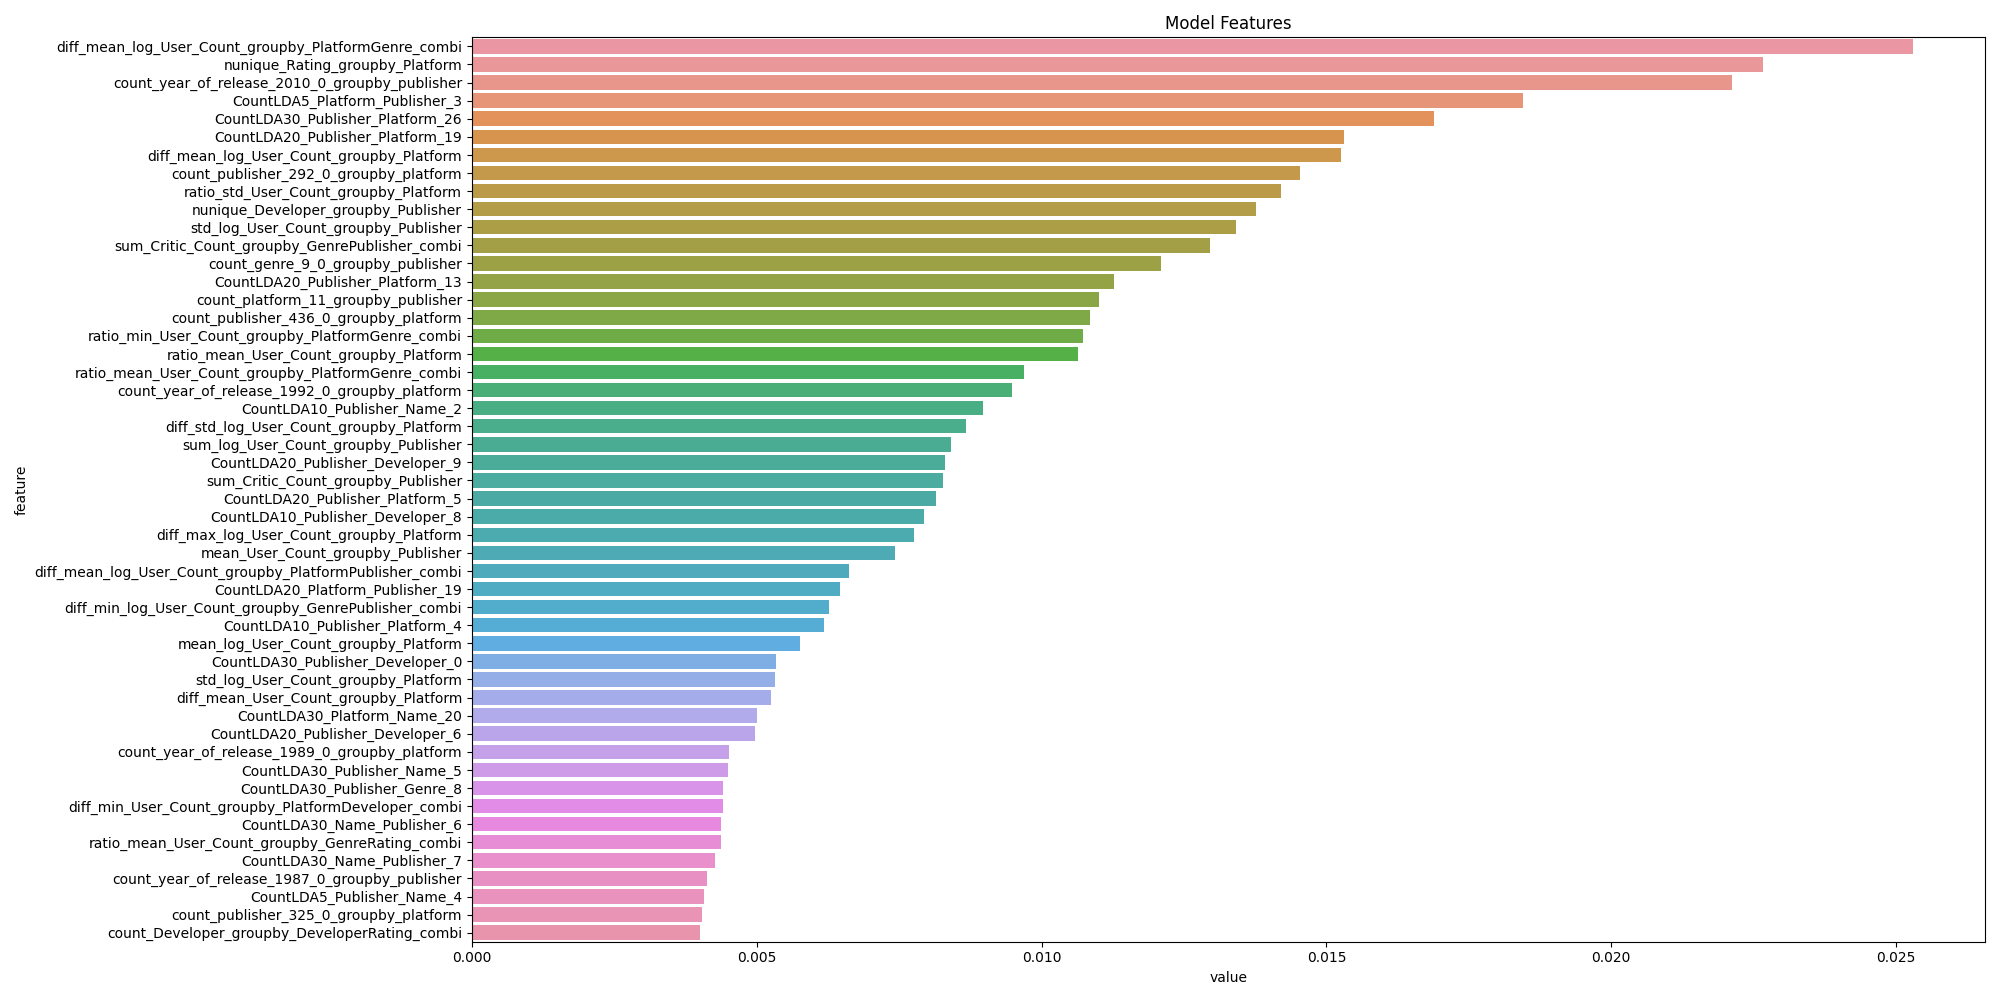 Model Features
diff_mean_log_User_Count_groupby_PlatformGenre_combi
nunique_Rating_groupby_Platform
count_year_of_release_2010_0_groupby_publisher
CountLDA5_Platform_Publisher_3
CountLDA30_Publisher_Platform_26
CountLDA20_Publisher_Platform_19
diff_mean_log_User_Count_groupby_Platform
count_publisher_292_0_groupby_platform
ratio_std_User_Count_groupby_Platform
nunique_Developer_groupby_Publisher
std_log_User_Count_groupby_Publisher
sum_Critic_Count_groupby_GenrePublisher_combi
count_genre_9_0_groupby_publisher
CountLDA20_Publisher_Platform_13
count_platform_11_groupby_publisher
count_publisher_436_0_groupby_platform
ratio_min_User_Count_groupby_PlatformGenre_combi
ratio_mean_User_Count_groupby_Platform
ratio_mean_User_Count_groupby_PlatformGenre_combi
count_year_of_release_1992_0_groupby_platform
CountLDA10_Publisher_Name_2
diff_std_log_User_Count_groupby_Platform
sum_log_User_Count_groupby_Publisher
CountLDA20_Publisher_Developer_9
sum_Critic_Count_groupby_Publisher
CountLDA20_Publisher_Platform_5
CountLDA10_Publisher_Developer_8
diff_max_log_User_Count_groupby_Platform
mean_User_Count_groupby_Publisher
diff_mean_log_User_Count_groupby_PlatformPublisher_combi
CountLDA20_Platform_Publisher_19
diff_min_log_User_Count_groupby_GenrePublisher_combi
CountLDA10_Publisher_Platform_4
mean_log_User_Count_groupby_Platform
CountLDA30_Publisher_Developer_0
std_log_User_Count_groupby_Platform
diff_mean_User_Count_groupby_Platform
CountLDA30_Platform_Name_20
CountLDA20_Publisher_Developer_6
count_year_of_release_1989_0_groupby_platform
CountLDA30_Publisher_Name_5
CountLDA30_Publisher_Genre_8
diff_min_User_Count_groupby_PlatformDeveloper_combi
CountLDA30_Name_Publisher_6
ratio_mean_User_Count_groupby_GenreRating_combi
CountLDA30_Name_Publisher_7
count_year_of_release_1987_0_groupby_publisher
CountLDA5_Publisher_Name_4
count_publisher_325_0_groupby_platform
count_Developer_groupby_DeveloperRating_combi
feature
0.000 0.005 0.010 0.015 0.020 0.025
value